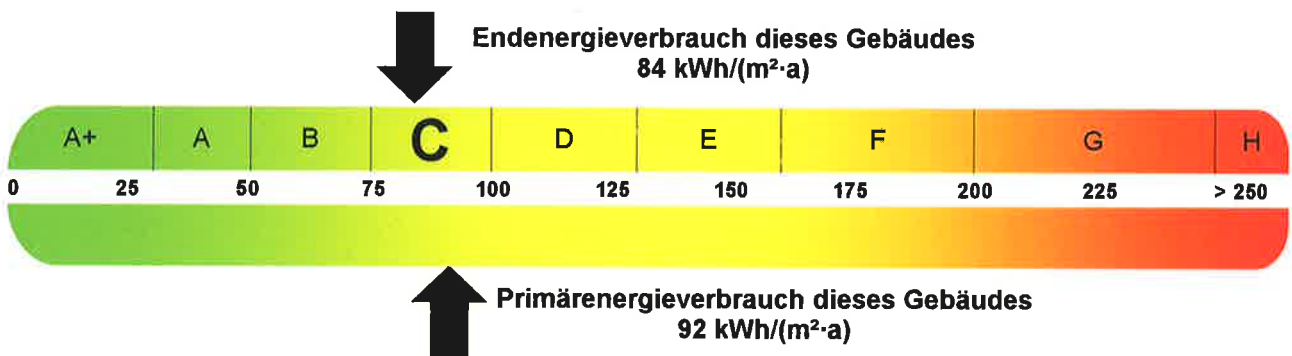 Endenergieverbrauch dieses Gebäudes
84 kWh/(m²·a)
A+ A B C D E F G H
0 25 50 75 100 125 150 175 200 225 > 250
Primärenergieverbrauch dieses Gebäudes
92 kWh/(m²·a)